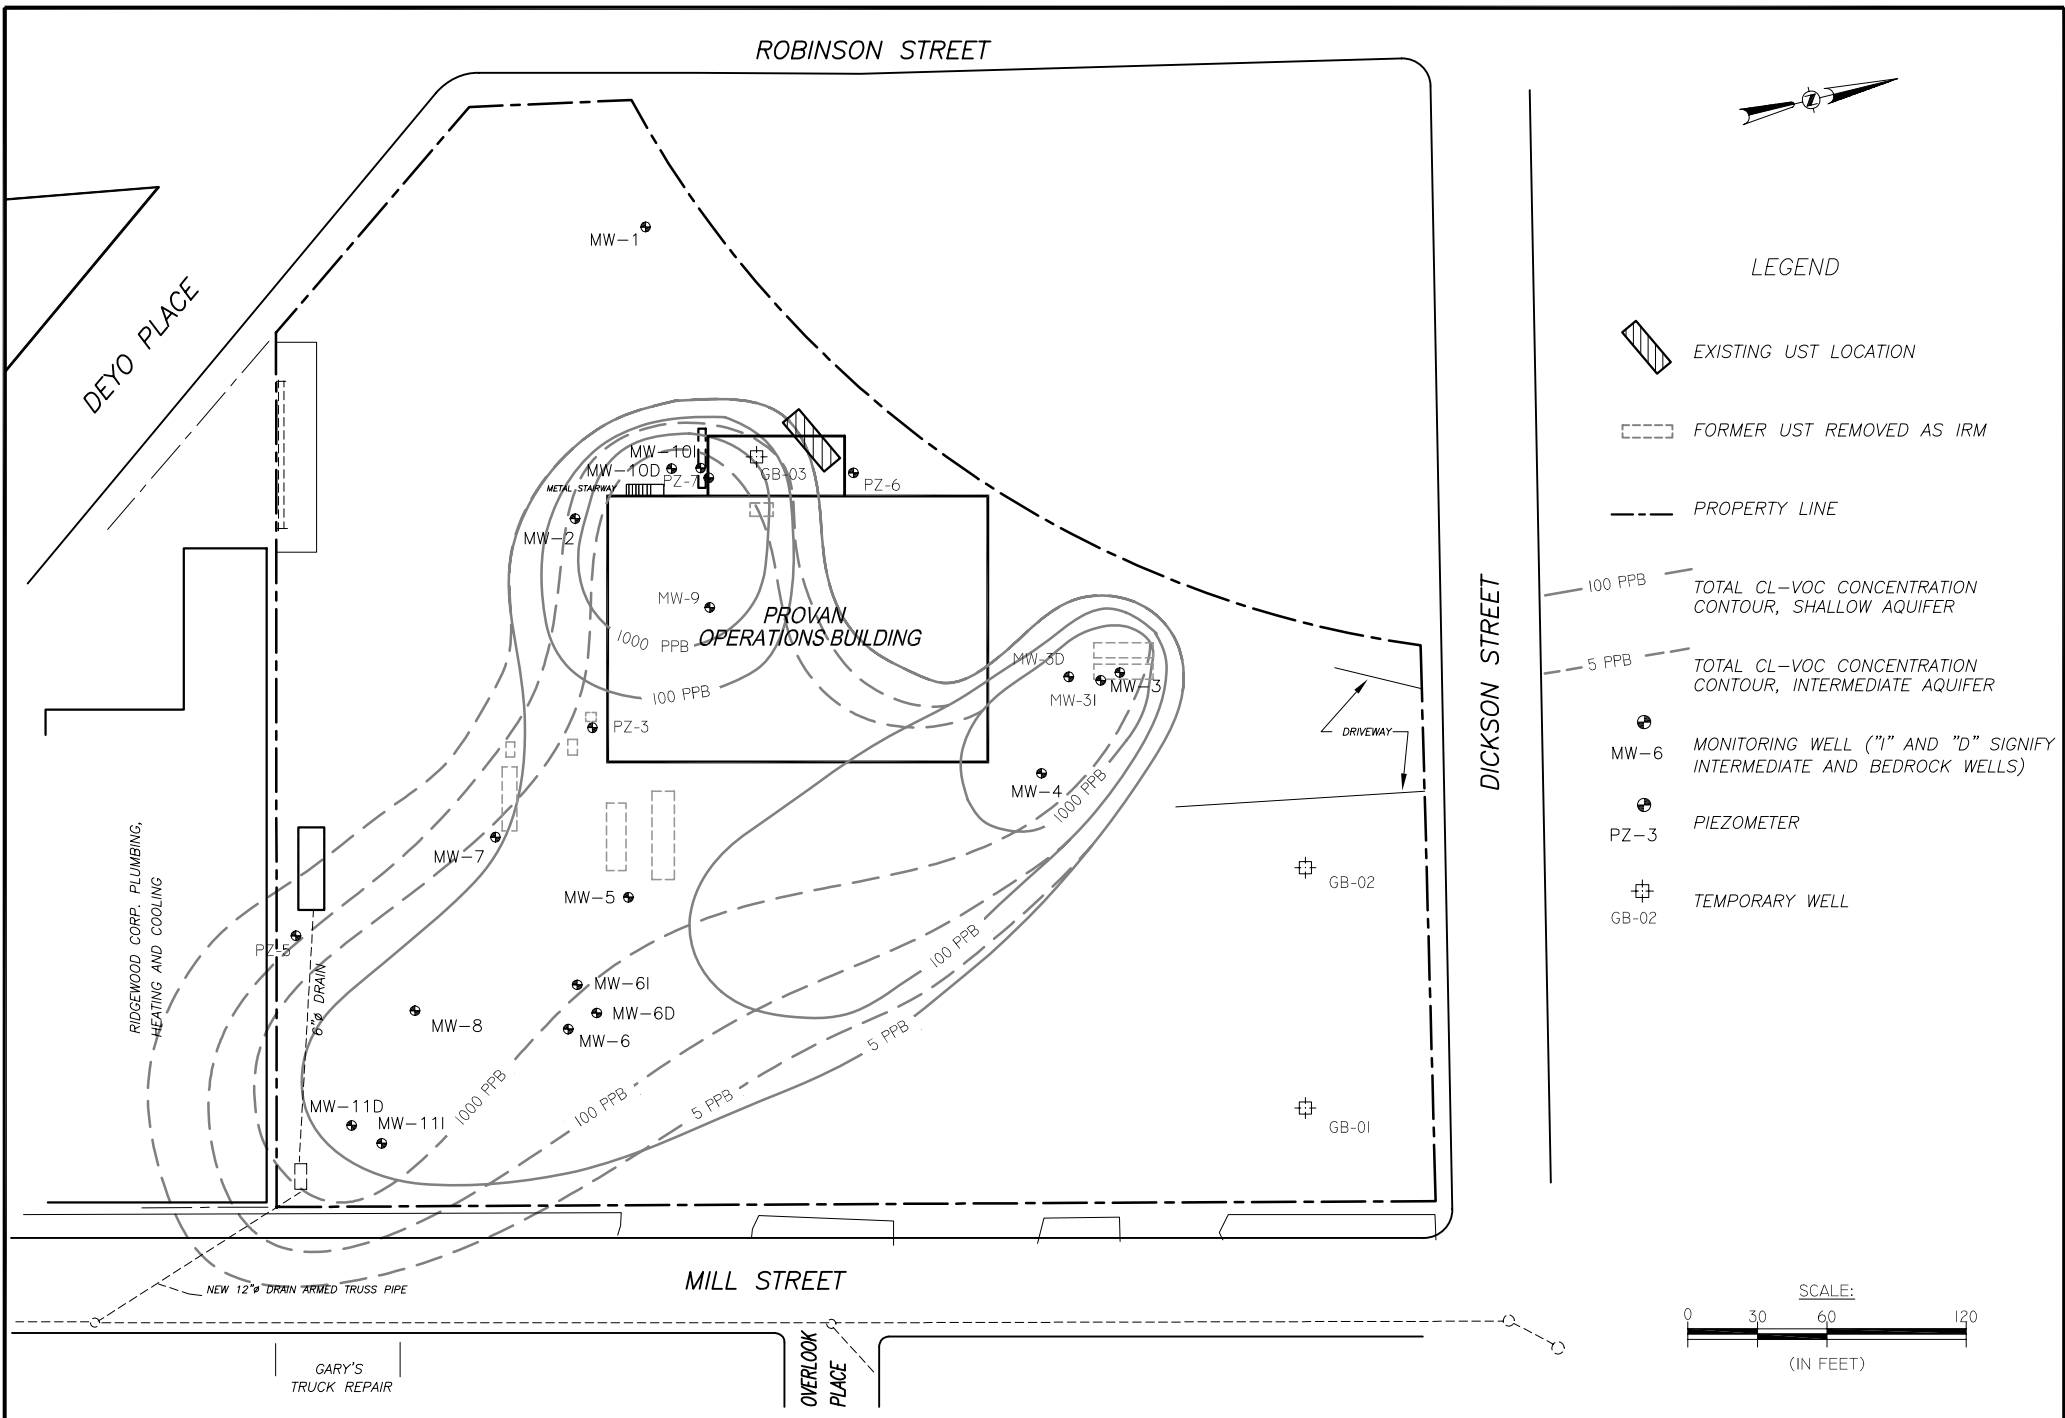 ROBINSON STREET
DEYO PLACE
MW-1
MW-10I
MW-10D
PZ-7
GB-03
PZ-6
METAL STAIRWAY
MW-2
MW-9
PROVAN
OPERATIONS BUILDING
1000 PPB
100 PPB
MW-3D
MW-3
MW-3I
PZ-3
DRIVEWAY
MW-4
1000 PPB
MW-7
MW-5
GB-02
RIDGEWOOD CORP. PLUMBING,
HEATING AND COOLING
PZ-5
6"ø DRAIN
100 PPB
MW-6I
MW-6D
MW-6
MW-8
5 PPB
1000 PPB
100 PPB
5 PPB
MW-11D
MW-11I
GB-01
DICKSON STREET
MILL STREET
NEW 12"ø DRAIN ARMED TRUSS PIPE
GARY'S
TRUCK REPAIR
OVERLOOK
PLACE
Z
LEGEND
EXISTING UST LOCATION
FORMER UST REMOVED AS IRM
PROPERTY LINE
100 PPB
TOTAL CL-VOC CONCENTRATION
CONTOUR, SHALLOW AQUIFER
5 PPB
TOTAL CL-VOC CONCENTRATION
CONTOUR, INTERMEDIATE AQUIFER
MW-6
MONITORING WELL ("I" AND "D" SIGNIFY
INTERMEDIATE AND BEDROCK WELLS)
PZ-3
PIEZOMETER
GB-02
TEMPORARY WELL
SCALE:
0 30 60 120
(IN FEET)